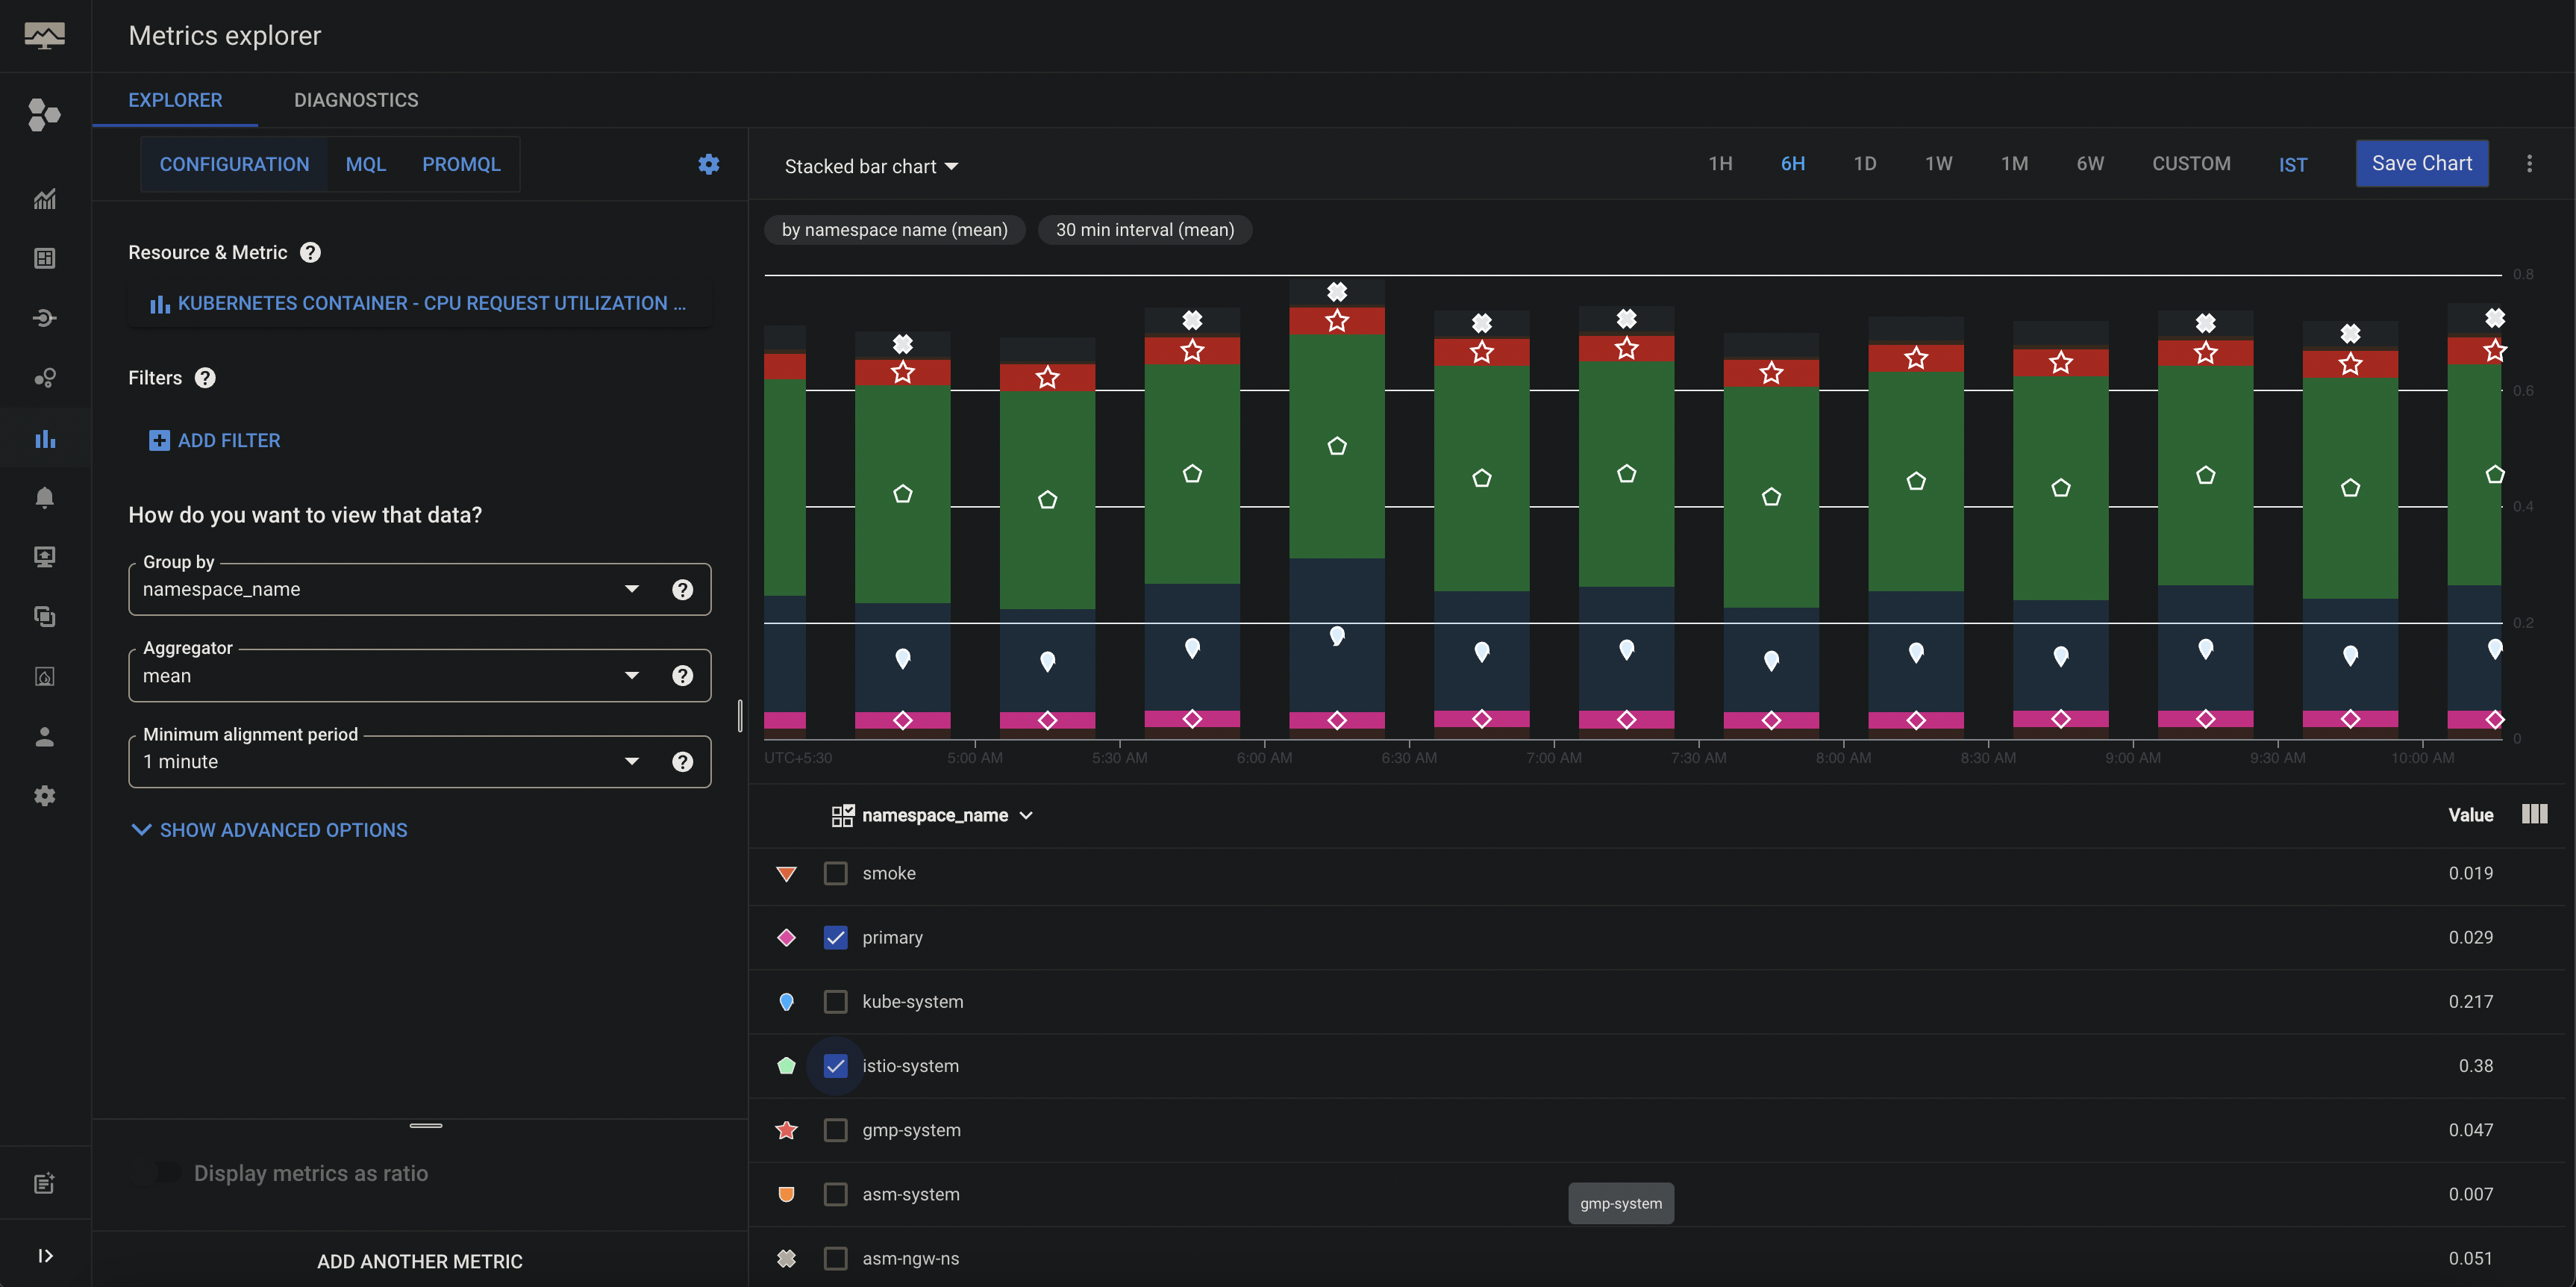 Metrics explorer
EXPLORER DIAGNOSTICS
CONFIGURATION MQL PROMQL
Stacked bar chart 1H 6H 1D 1W 1M 6W CUSTOM IST Save Chart
by namespace name (mean) 30 min interval (mean)
Resource & Metric
KUBERNETES CONTAINER - CPU REQUEST UTILIZATION ...
Filters
ADD FILTER
How do you want to view that data?
Group by
namespace_name
Aggregator
mean
Minimum alignment period
1 minute
SHOW ADVANCED OPTIONS
Display metrics as ratio
ADD ANOTHER METRIC
0.8
0.6
0.4
0.2
0
UTC+5:30 5:00 AM 5:30 AM 6:00 AM 6:30 AM 7:00 AM 7:30 AM 8:00 AM 8:30 AM 9:00 AM 9:30 AM 10:00 AM
namespace_name Value
smoke 0.019
primary 0.029
kube-system 0.217
istio-system 0.38
gmp-system 0.047
asm-system 0.007
gmp-system
asm-ngw-ns 0.051